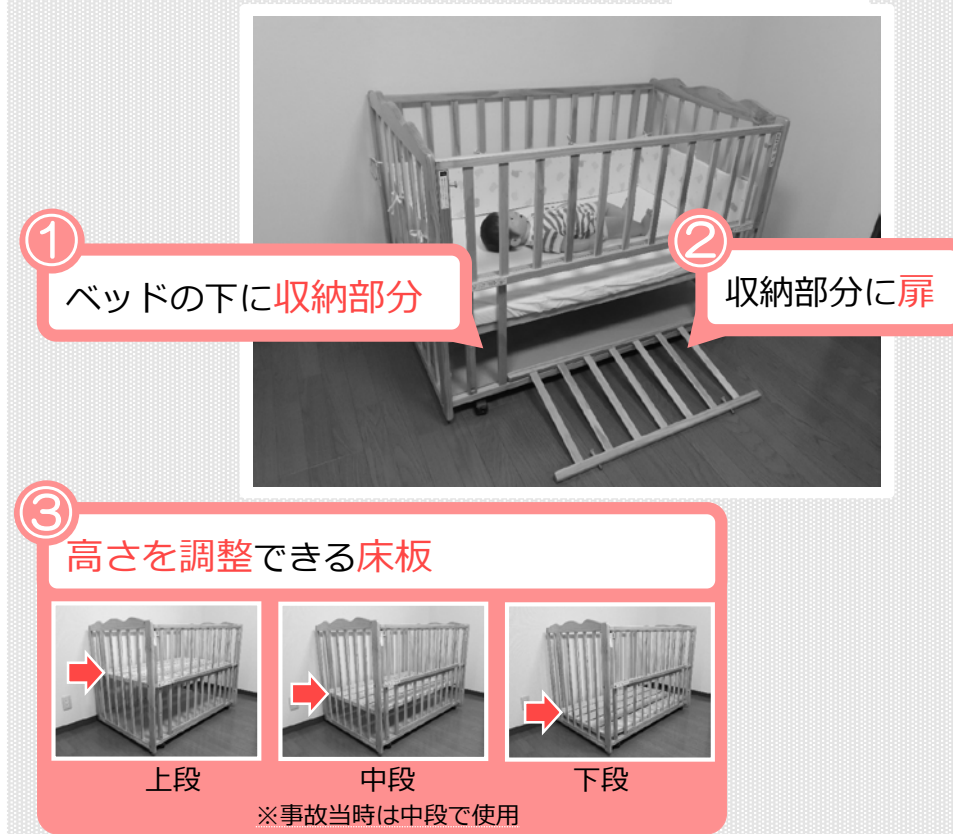 ①
ベッドの下に収納部分
②
収納部分に扉
③
高さを調整できる床板
上段
中段
下段
※事故当時は中段で使用